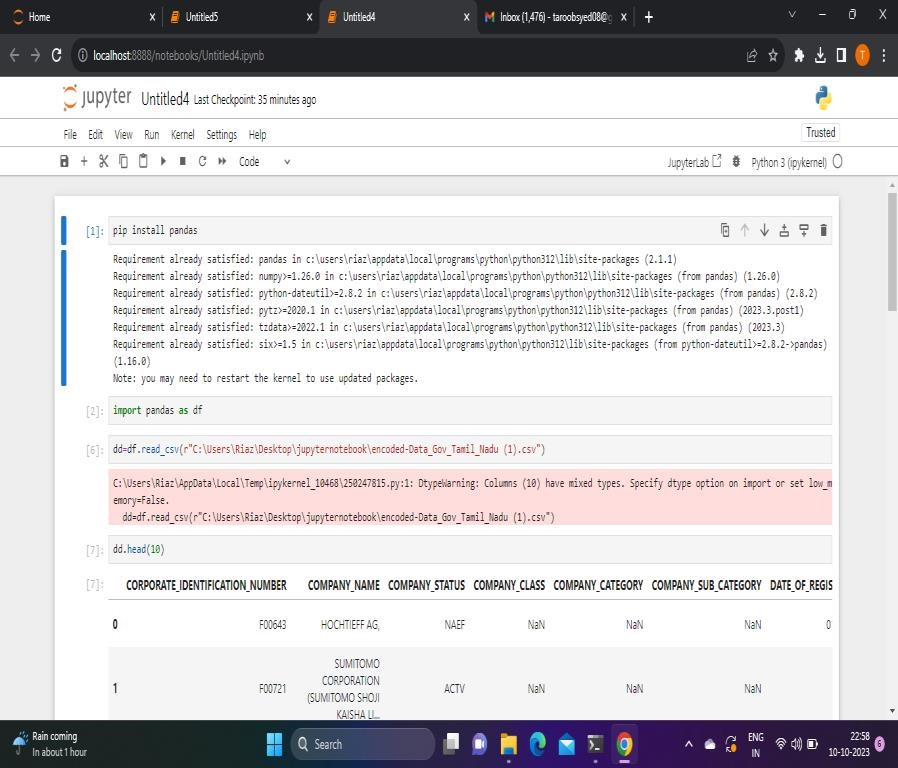 Home
Untitled5
Untitled4
Inbox (1,476) - taroobsyed08@g
localhost:8888/notebooks/Untitled4.ipynb
T
jupyter Untitled4 Last Checkpoint: 35 minutes ago
File Edit View Run Kernel Settings Help
Trusted
Code
JupyterLab
Python 3 (ipykernel)
[1]: pip install pandas
Requirement already satisfied: pandas in c:\users\riaz\appdata\local\programs\python\python312\lib\site-packages (2.1.1)
Requirement already satisfied: numpy>=1.26.0 in c:\users\riaz\appdata\local\programs\python\python312\lib\site-packages (from pandas) (1.26.0)
Requirement already satisfied: python-dateutil>=2.8.2 in c:\users\riaz\appdata\local\programs\python\python312\lib\site-packages (from pandas) (2.8.2)
Requirement already satisfied: pytz>=2020.1 in c:\users\riaz\appdata\local\programs\python\python312\lib\site-packages (from pandas) (2023.3.post1)
Requirement already satisfied: tzdata>=2022.1 in c:\users\riaz\appdata\local\programs\python\python312\lib\site-packages (from pandas) (2023.3)
Requirement already satisfied: six>=1.5 in c:\users\riaz\appdata\local\programs\python\python312\lib\site-packages (from python-dateutil>=2.8.2->pandas)
(1.16.0)
Note: you may need to restart the kernel to use updated packages.
[2]: import pandas as df
[6]: dd=df.read_csv(r"C:\Users\Riaz\Desktop\jupyternotebook\encoded-Data_Gov_Tamil_Nadu (1).csv")
C:\Users\Riaz\AppData\Local\Temp\ipykernel_10468\250247815.py:1: DtypeWarning: Columns (10) have mixed types. Specify dtype option on import or set low_m
emory=False.
dd=df.read_csv(r"C:\Users\Riaz\Desktop\jupyternotebook\encoded-Data_Gov_Tamil_Nadu (1).csv")
[7]: dd.head(10)
[7]: CORPORATE_IDENTIFICATION_NUMBER COMPANY_NAME COMPANY_STATUS COMPANY_CLASS COMPANY_CATEGORY COMPANY_SUB_CATEGORY DATE_OF_REGIS
0 F00643 HOCHTIEFF AG, NAEF NaN NaN NaN 0
1 F00721 SUMITOMO
CORPORATION
(SUMITOMO SHOJI
KAISHA LI... ACTV NaN NaN NaN
Rain coming
In about 1 hour
Search
ENG
IN
22:58
10-10-2023
6